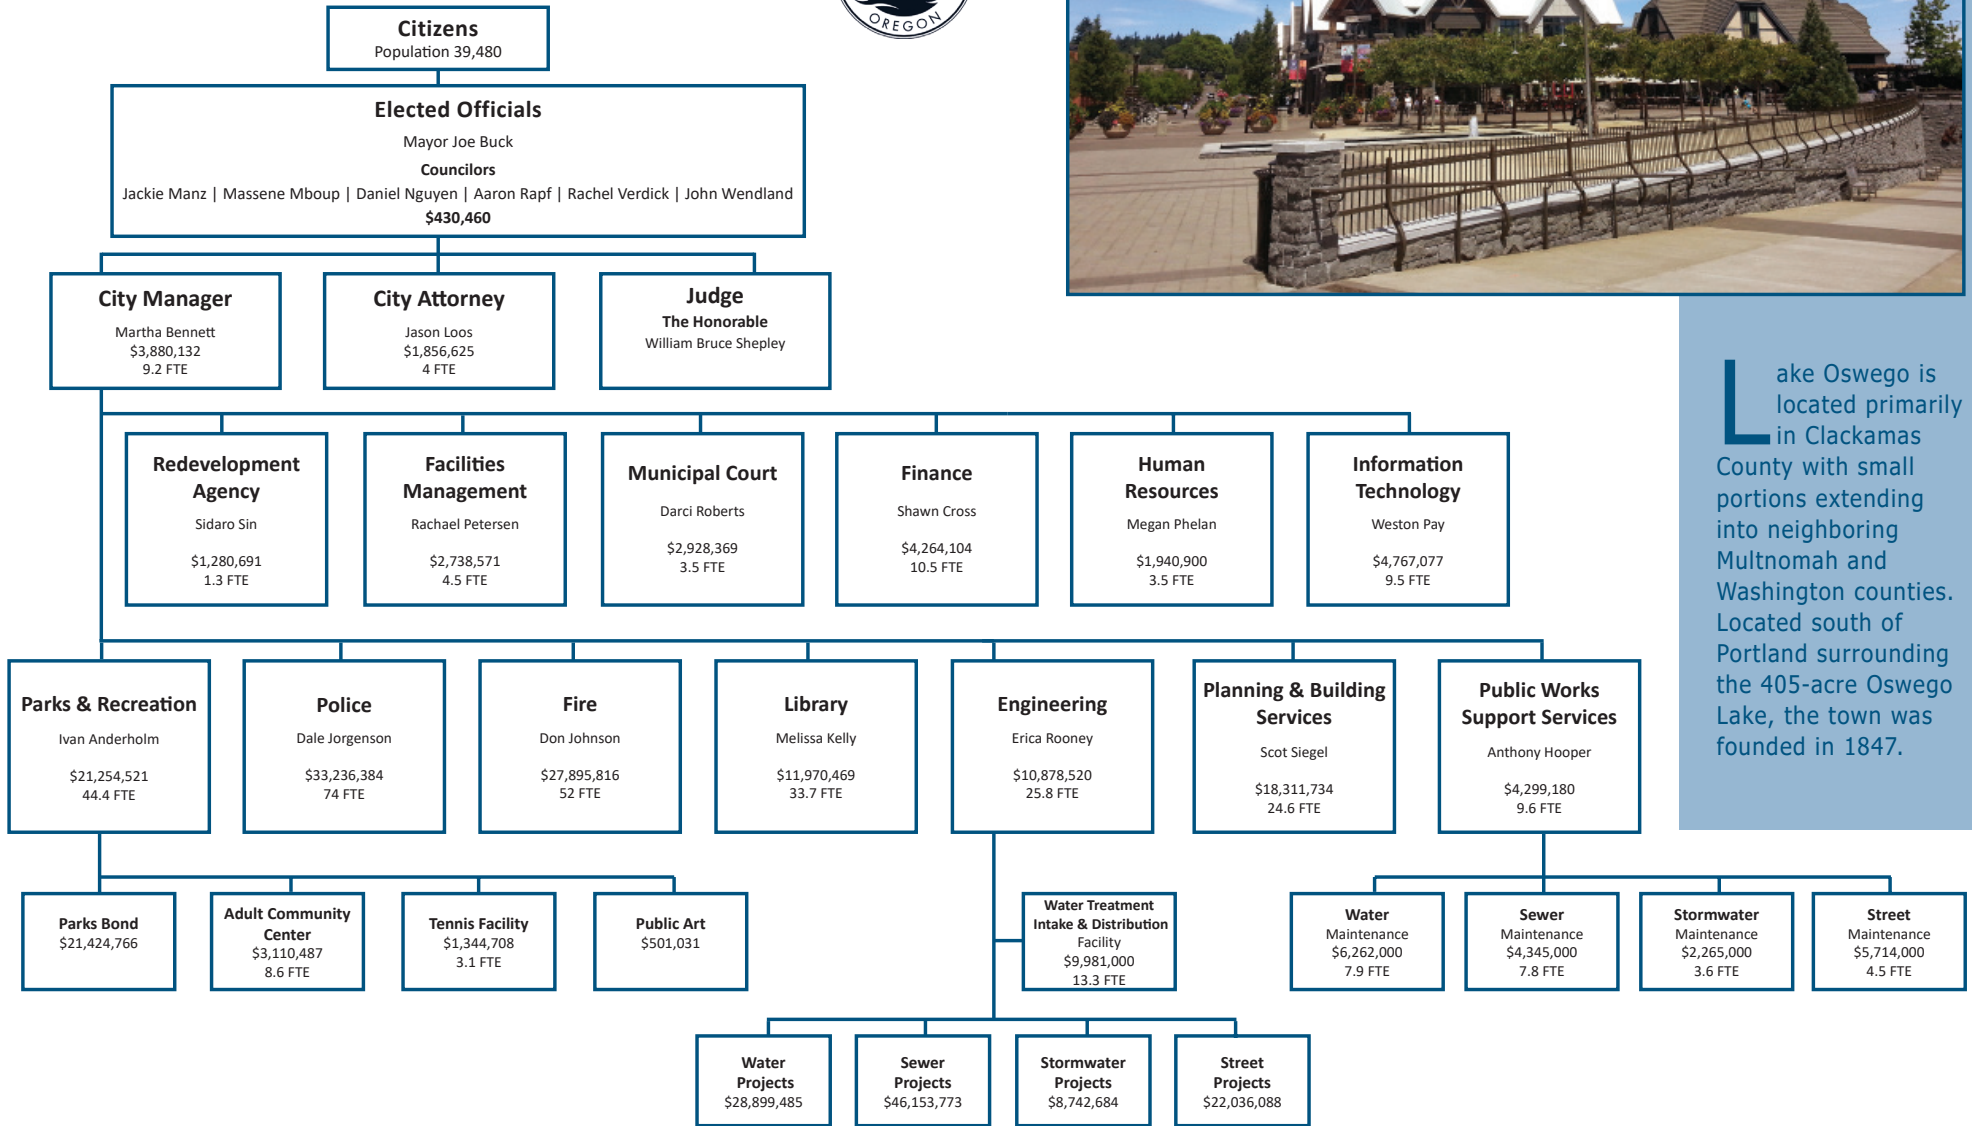 OREGON
Citizens
Population 39,480
Elected Officials
Mayor Joe Buck
Councilors
Jackie Manz | Massene Mboup | Daniel Nguyen | Aaron Rapf | Rachel Verdick | John Wendland
$430,460
City Manager
Martha Bennett
$3,880,132
9.2 FTE
City Attorney
Jason Loos
$1,856,625
4 FTE
Judge
The Honorable
William Bruce Shepley
Redevelopment
Agency
Sidaro Sin
$1,280,691
1.3 FTE
Facilities
Management
Rachael Petersen
$2,738,571
4.5 FTE
Municipal Court
Darci Roberts
$2,928,369
3.5 FTE
Finance
Shawn Cross
$4,264,104
10.5 FTE
Human
Resources
Megan Phelan
$1,940,900
3.5 FTE
Information
Technology
Weston Pay
$4,767,077
9.5 FTE
Parks & Recreation
Ivan Anderholm
$21,254,521
44.4 FTE
Police
Dale Jorgenson
$33,236,384
74 FTE
Fire
Don Johnson
$27,895,816
52 FTE
Library
Melissa Kelly
$11,970,469
33.7 FTE
Engineering
Erica Rooney
$10,878,520
25.8 FTE
Planning & Building
Services
Scot Siegel
$18,311,734
24.6 FTE
Public Works
Support Services
Anthony Hooper
$4,299,180
9.6 FTE
Parks Bond
$21,424,766
Adult Community
Center
$3,110,487
8.6 FTE
Tennis Facility
$1,344,708
3.1 FTE
Public Art
$501,031
Water Treatment
Intake & Distribution
Facility
$9,981,000
13.3 FTE
Water
Maintenance
$6,262,000
7.9 FTE
Sewer
Maintenance
$4,345,000
7.8 FTE
Stormwater
Maintenance
$2,265,000
3.6 FTE
Street
Maintenance
$5,714,000
4.5 FTE
Water
Projects
$28,899,485
Sewer
Projects
$46,153,773
Stormwater
Projects
$8,742,684
Street
Projects
$22,036,088
Lake Oswego is
located primarily
in Clackamas
County with small
portions extending
into neighboring
Multnomah and
Washington counties.
Located south of
Portland surrounding
the 405-acre Oswego
Lake, the town was
founded in 1847.